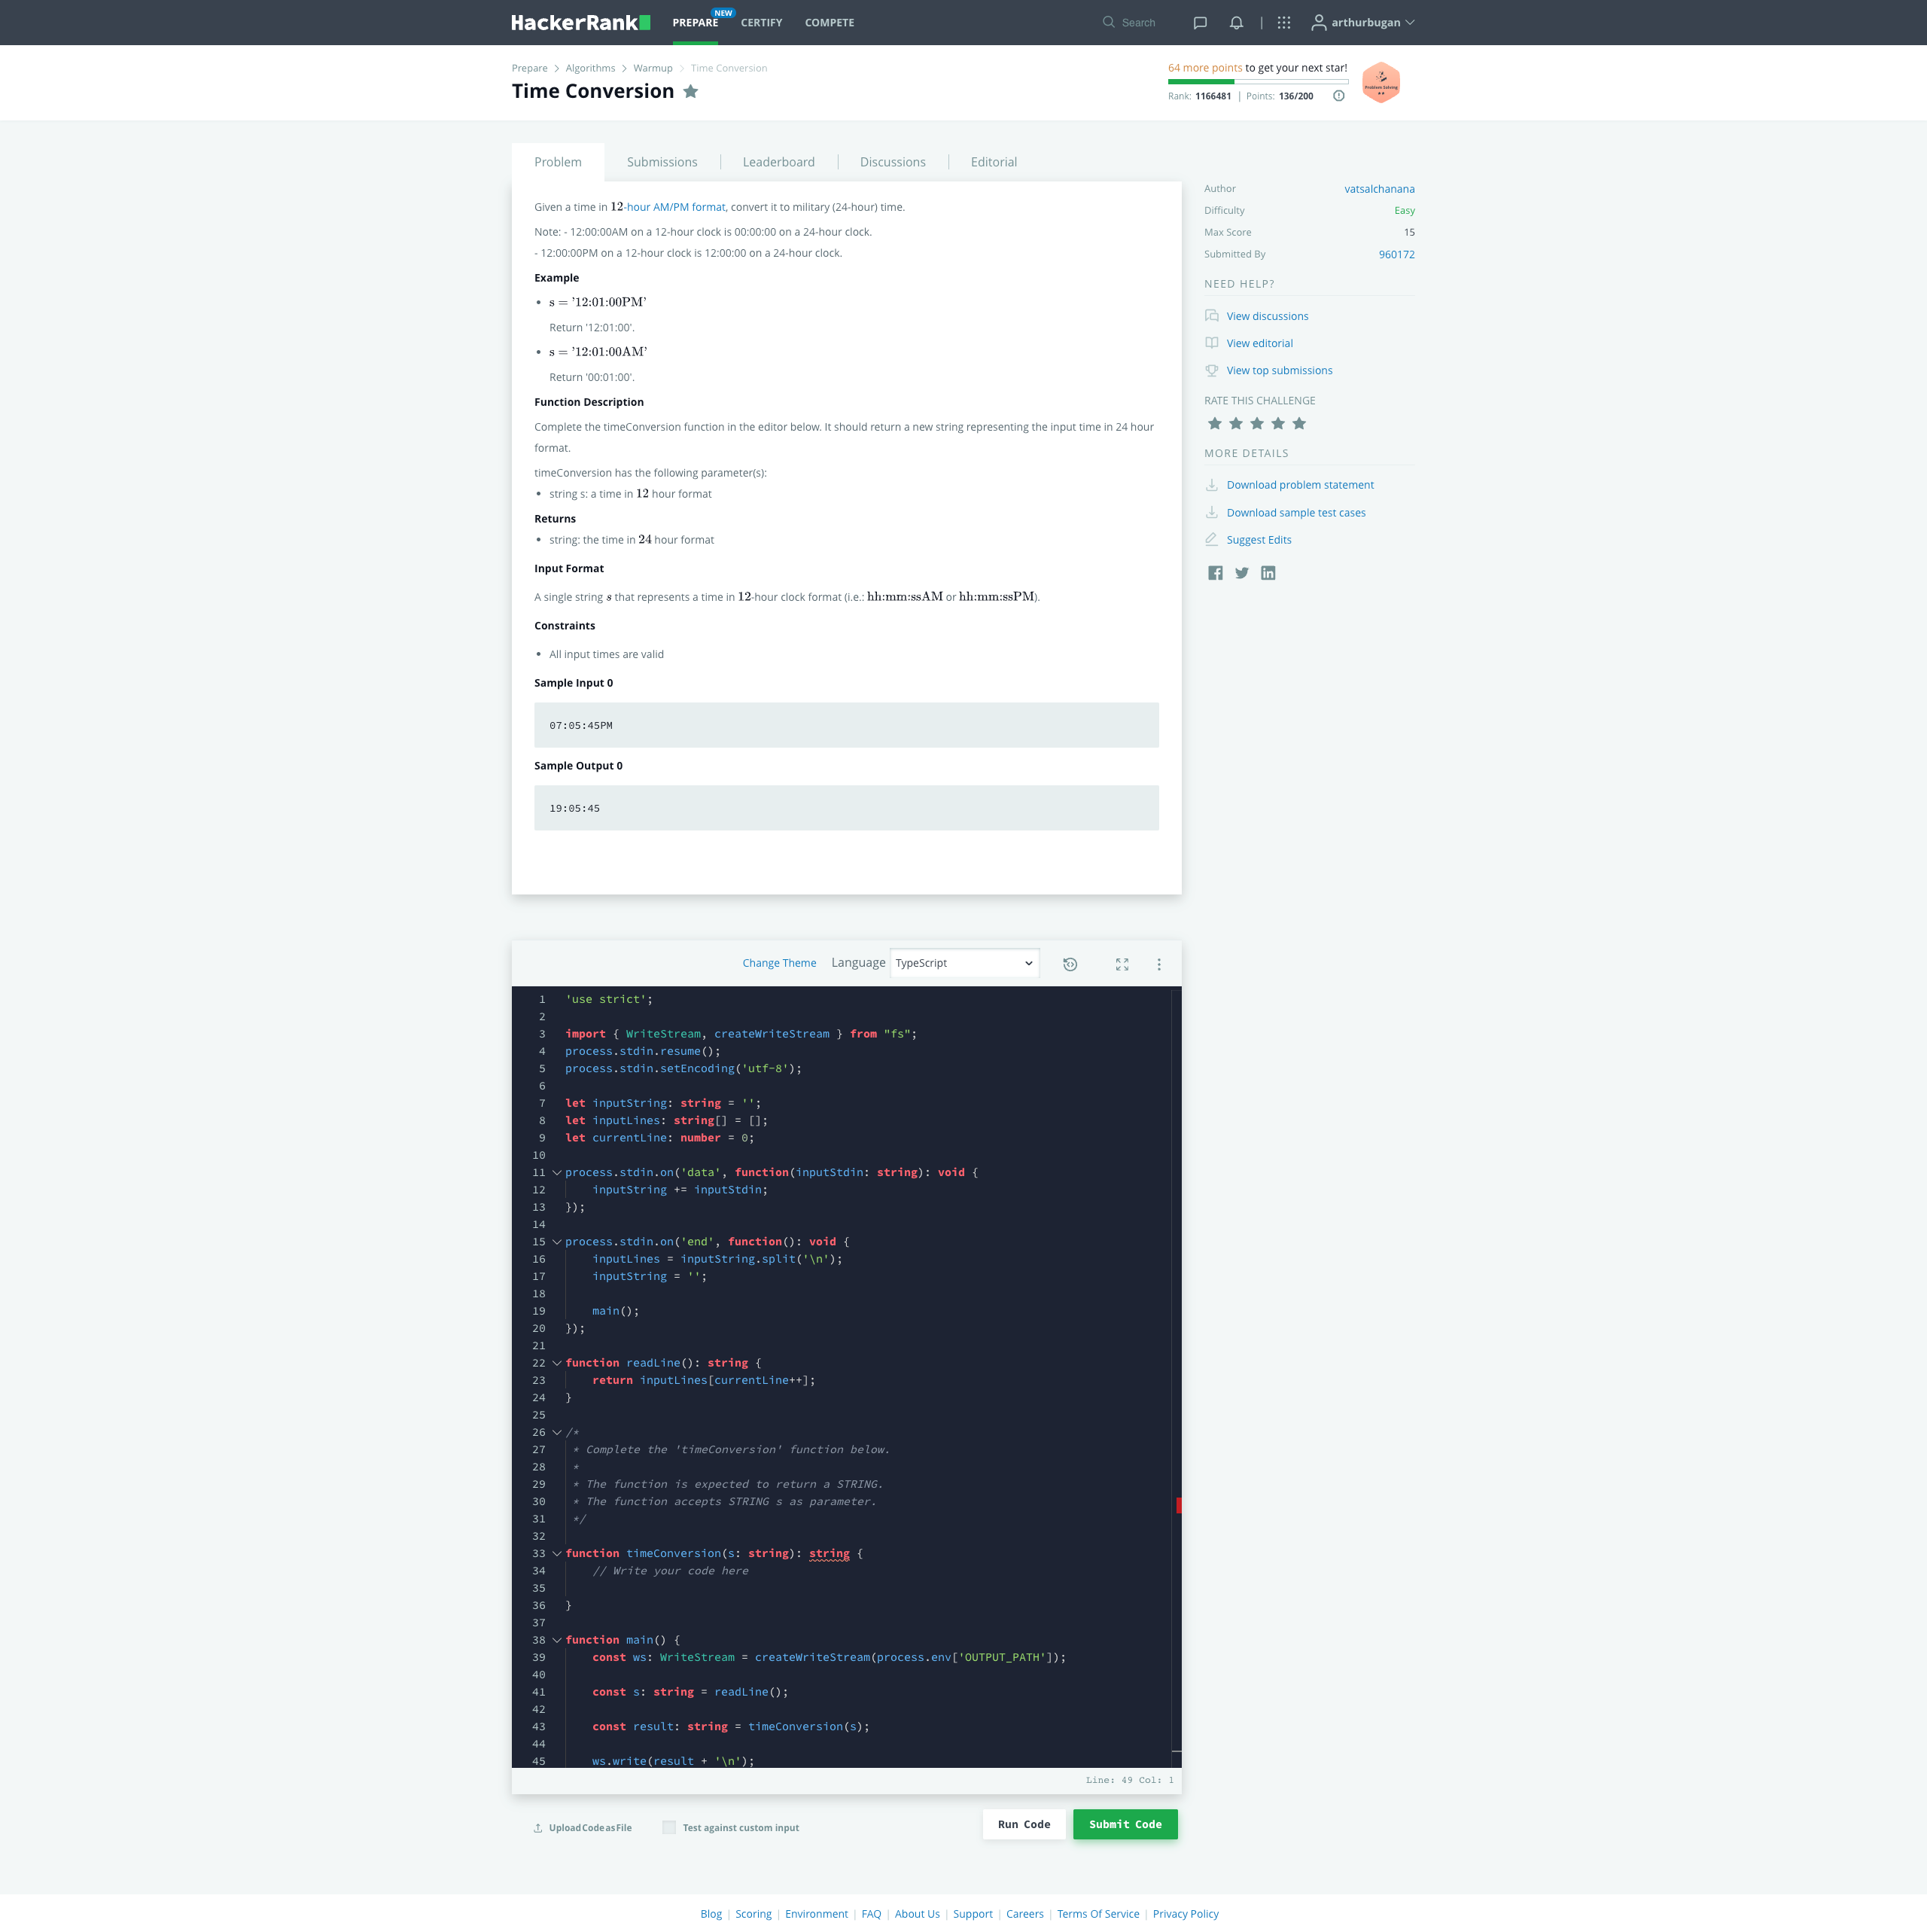 HackerRank PREPARE NEW CERTIFY COMPETE Search | arthurbugan
Prepare > Algorithms > Warmup > Time Conversion
Time Conversion
64 more points to get your next star!
Rank: 1166481 | Points: 136/200
Problem Solving
Problem Submissions Leaderboard Discussions Editorial
Given a time in 12-hour AM/PM format, convert it to military (24-hour) time.
Note: - 12:00:00AM on a 12-hour clock is 00:00:00 on a 24-hour clock.
- 12:00:00PM on a 12-hour clock is 12:00:00 on a 24-hour clock.
Example
• s = '12:01:00PM'
Return '12:01:00'.
• s = '12:01:00AM'
Return '00:01:00'.
Function Description
Complete the timeConversion function in the editor below. It should return a new string representing the input time in 24 hour
format.
timeConversion has the following parameter(s):
• string s: a time in 12 hour format
Returns
• string: the time in 24 hour format
Input Format
A single string s that represents a time in 12-hour clock format (i.e.: hh:mm:ssAM or hh:mm:ssPM).
Constraints
• All input times are valid
Sample Input 0
07:05:45PM
Sample Output 0
19:05:45
Author vatsalchanana
Difficulty Easy
Max Score 15
Submitted By 960172
NEED HELP?
View discussions
View editorial
View top submissions
RATE THIS CHALLENGE
MORE DETAILS
Download problem statement
Download sample test cases
Suggest Edits
Change Theme Language TypeScript
1 'use strict';
2
3 import { WriteStream, createWriteStream } from "fs";
4 process.stdin.resume();
5 process.stdin.setEncoding('utf-8');
6
7 let inputString: string = '';
8 let inputLines: string[] = [];
9 let currentLine: number = 0;
10
11 process.stdin.on('data', function(inputStdin: string): void {
12 inputString += inputStdin;
13 });
14
15 process.stdin.on('end', function(): void {
16 inputLines = inputString.split('\n');
17 inputString = '';
18
19 main();
20 });
21
22 function readLine(): string {
23 return inputLines[currentLine++];
24 }
25
26 /*
27 * Complete the 'timeConversion' function below.
28 *
29 * The function is expected to return a STRING.
30 * The function accepts STRING s as parameter.
31 */
32
33 function timeConversion(s: string): string {
34 // Write your code here
35
36 }
37
38 function main() {
39 const ws: WriteStream = createWriteStream(process.env['OUTPUT_PATH']);
40
41 const s: string = readLine();
42
43 const result: string = timeConversion(s);
44
45 ws.write(result + '\n');
Line: 49 Col: 1
Upload Code as File Test against custom input Run Code Submit Code
Blog | Scoring | Environment | FAQ | About Us | Support | Careers | Terms Of Service | Privacy Policy